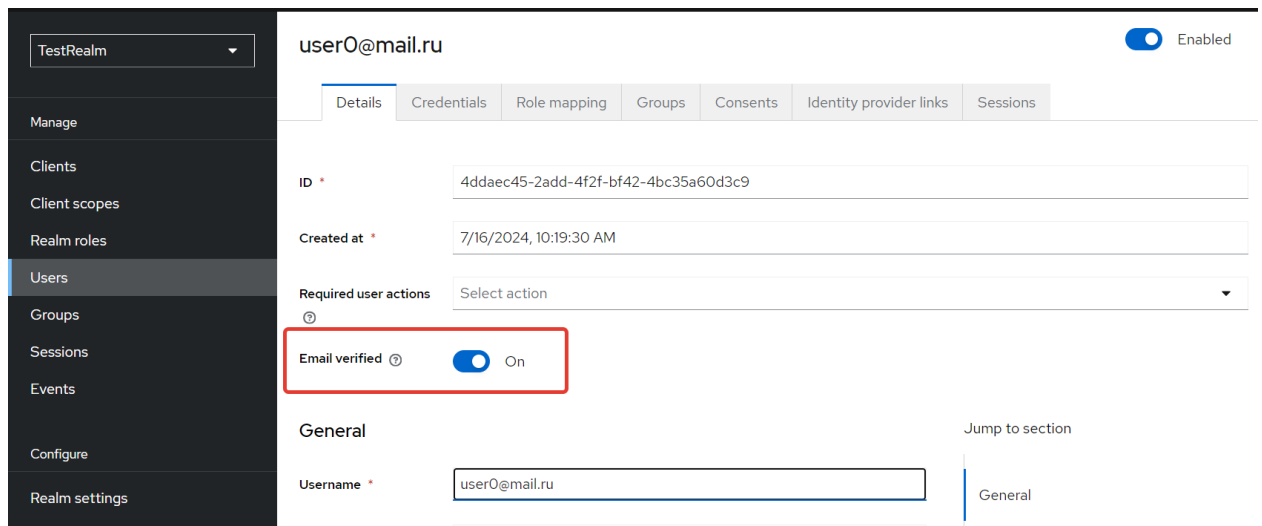 TestRealm
Manage
Clients
Client scopes
Realm roles
Users
Groups
Sessions
Events
Configure
Realm settings
user0@mail.ru
Enabled
Details Credentials Role mapping Groups Consents Identity provider links Sessions
ID * 4ddaec45-2add-4f2f-bf42-4bc35a60d3c9
Created at * 7/16/2024, 10:19:30 AM
Required user actions Select action
Email verified On
General
Username * user0@mail.ru
Jump to section
General